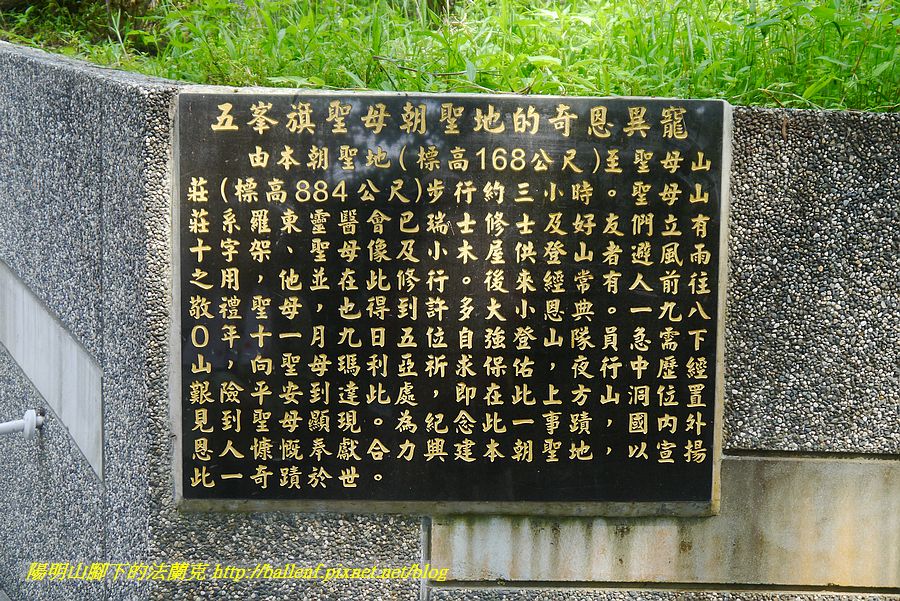 五峯旗聖母朝聖地的奇恩異寵
由本朝聖地(標高168公尺)至聖母山
莊(標高884公尺)步行約三小時。聖母山
莊系羅東靈醫會已瑞士修士及好友們立有
十字架、聖母像及小木屋供登山者避風雨
之用,他並在此修行。後來經常有人前往
敬禮聖母,也得到許多大小恩典。一九八
0年十一月九日五位自強登山隊員急需下
山,向聖母瑪利亞祈求保佑,夜行中歷經
艱險平安到達此處,即在此上方山洞位置
見到聖母顯現。為紀念此一事蹟,國內外
恩人慷慨奉獻合力興建本朝聖地,以宣揚
此一奇蹟於世。
陽明山腳下的法蘭克 http://hallenf.pixnet.net/blog